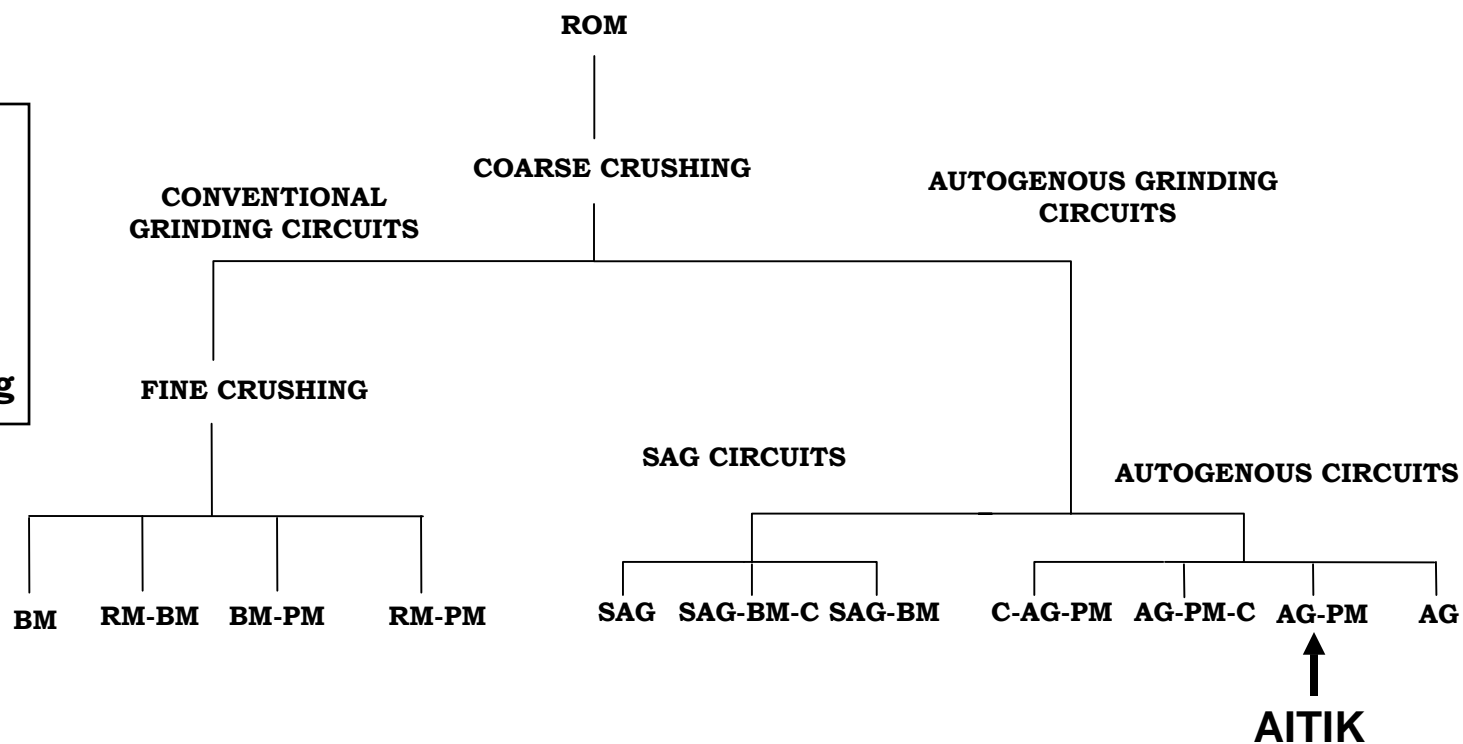 ROM
COARSE CRUSHING
CONVENTIONAL
GRINDING CIRCUITS
AUTOGENOUS GRINDING
CIRCUITS
g
FINE CRUSHING
SAG CIRCUITS
AUTOGENOUS CIRCUITS
BM RM-BM BM-PM RM-PM SAG SAG-BM-C SAG-BM C-AG-PM AG-PM-C AG-PM AG
AITIK